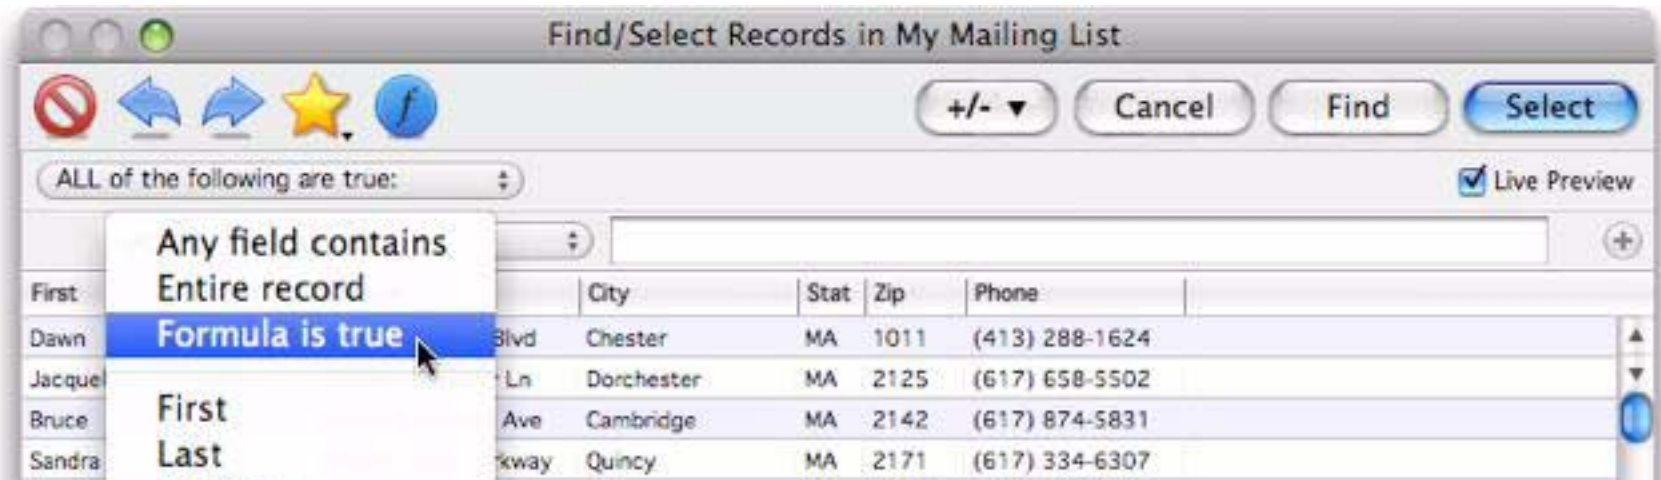 Find/Select Records in My Mailing List
f +/- ▼ Cancel Find Select
ALL of the following are true: Live Preview
Any field contains
Entire record
Formula is true
First
Last
First City Stat Zip Phone
Dawn Blvd Chester MA 1011 (413) 288-1624
Jacquel Ln Dorchester MA 2125 (617) 658-5502
Bruce Ave Cambridge MA 2142 (617) 874-5831
Sandra kway Quincy MA 2171 (617) 334-6307